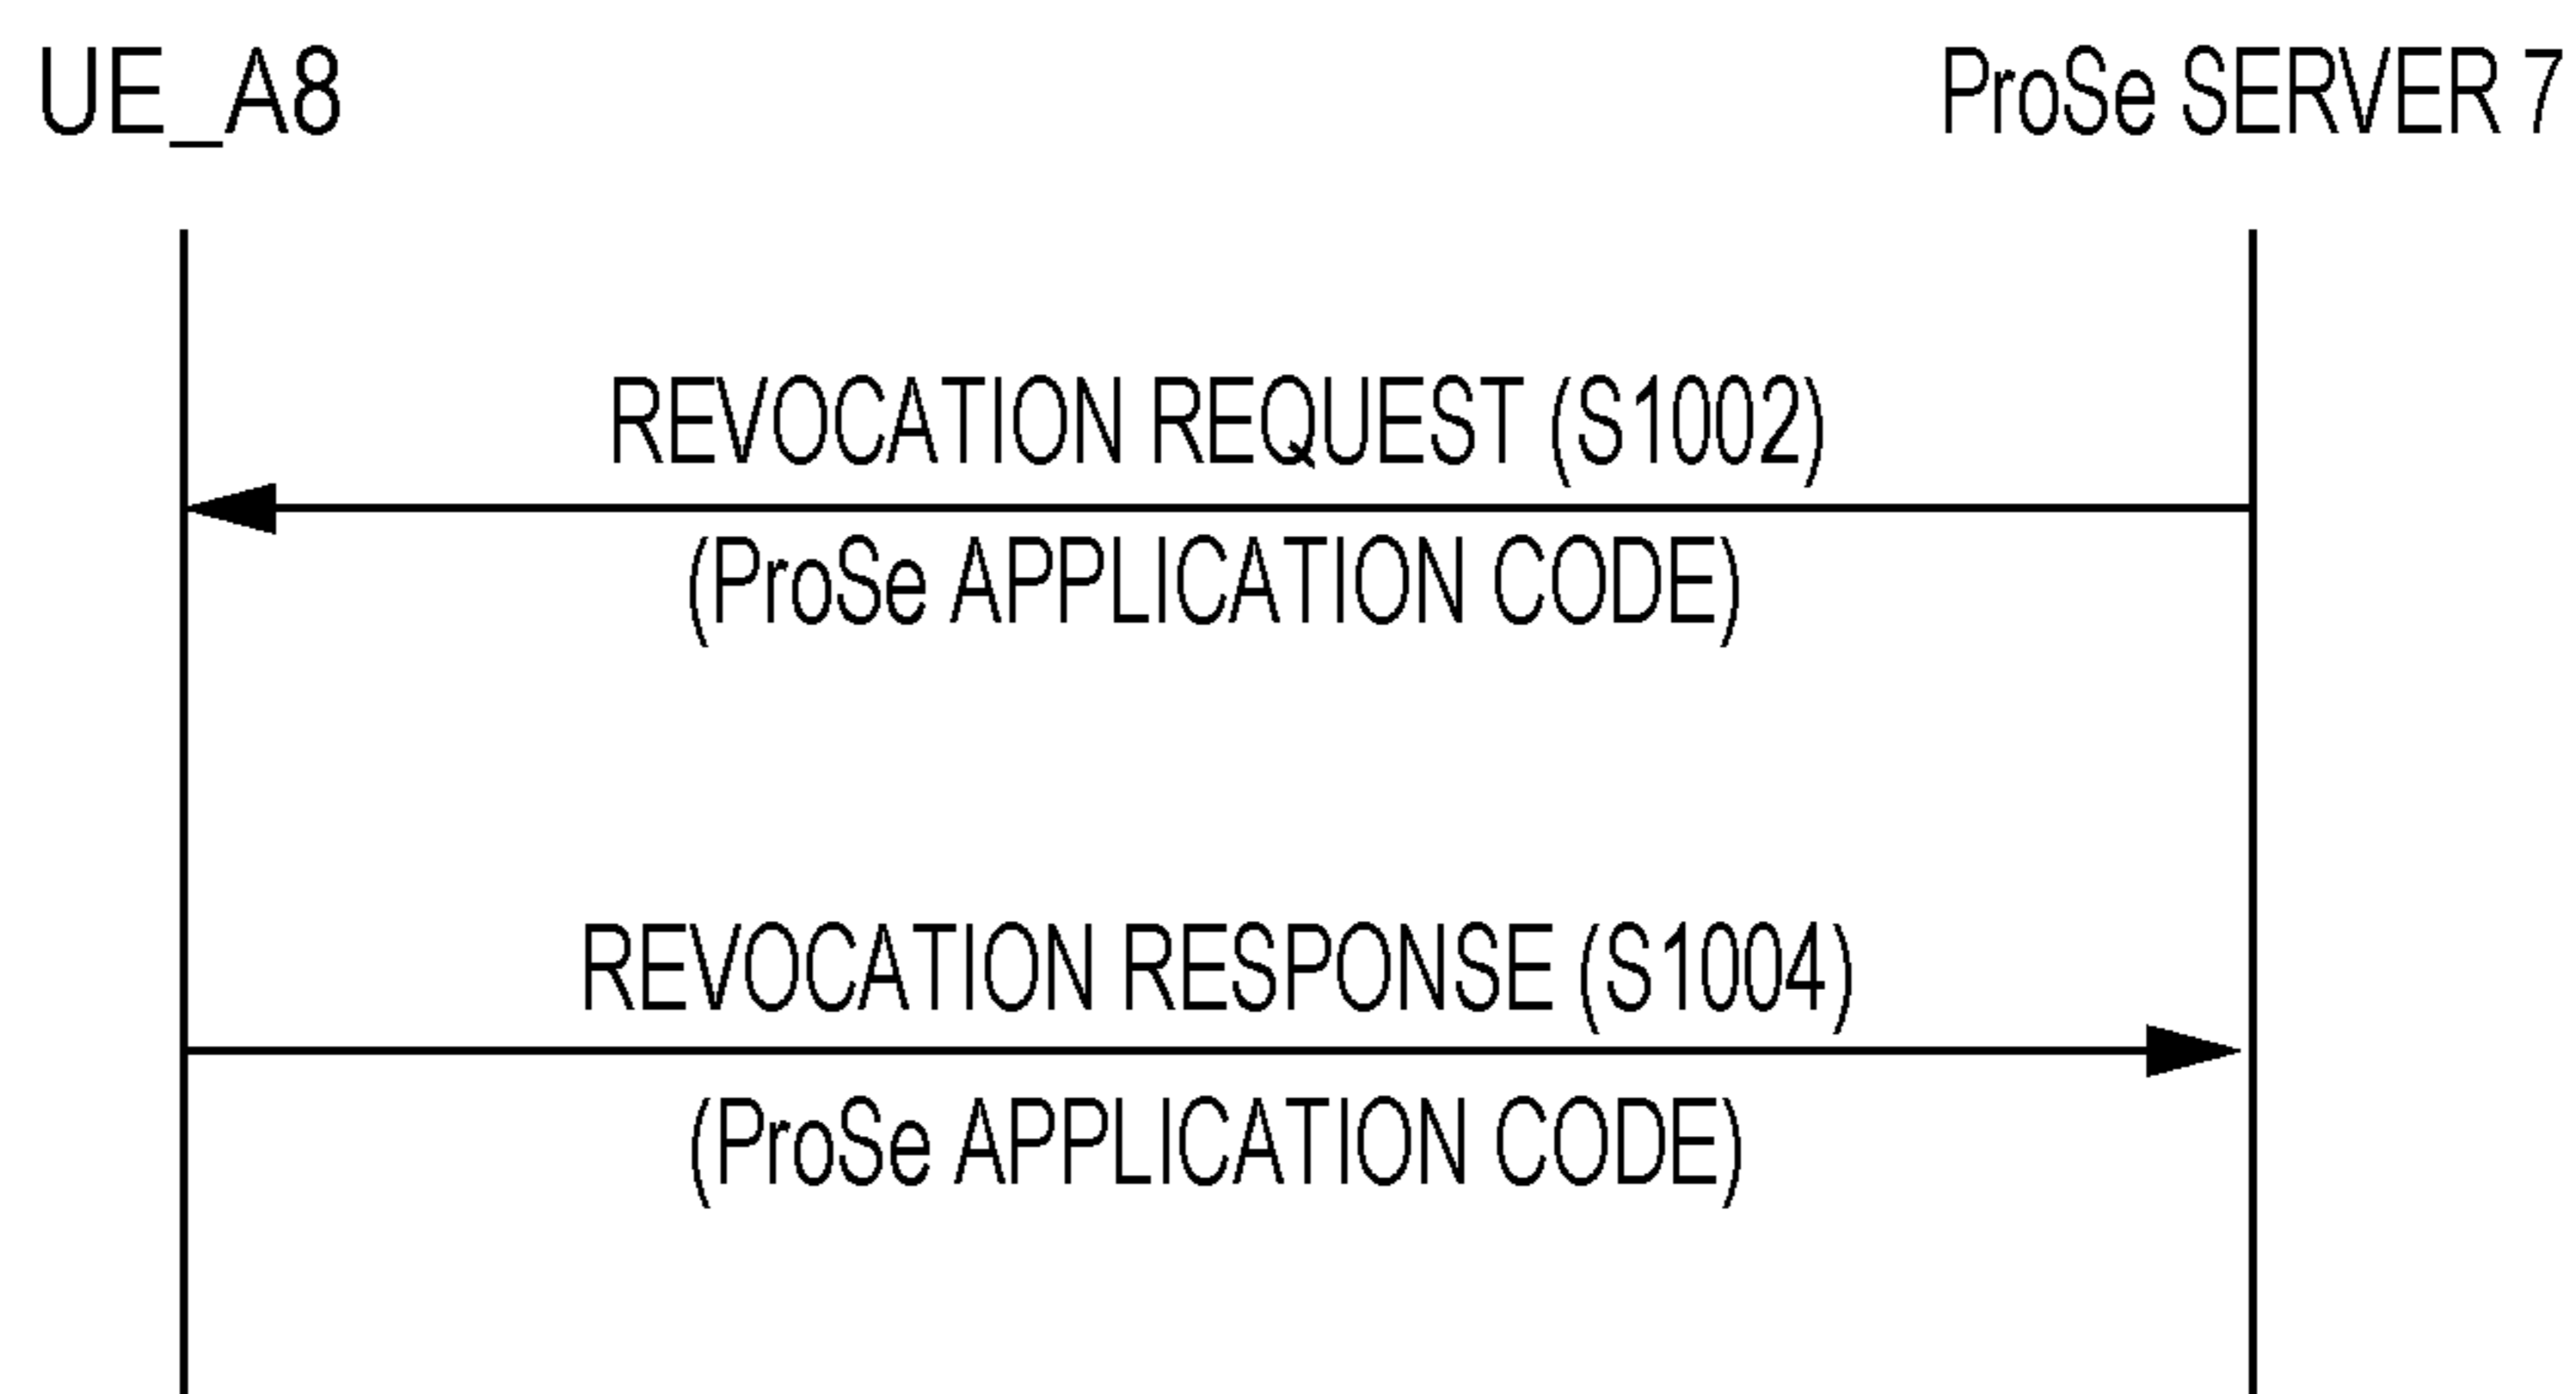 UE_A8
ProSe SERVER 7
REVOCATION REQUEST (S1002)
(ProSe APPLICATION CODE)
REVOCATION RESPONSE (S1004)
(ProSe APPLICATION CODE)